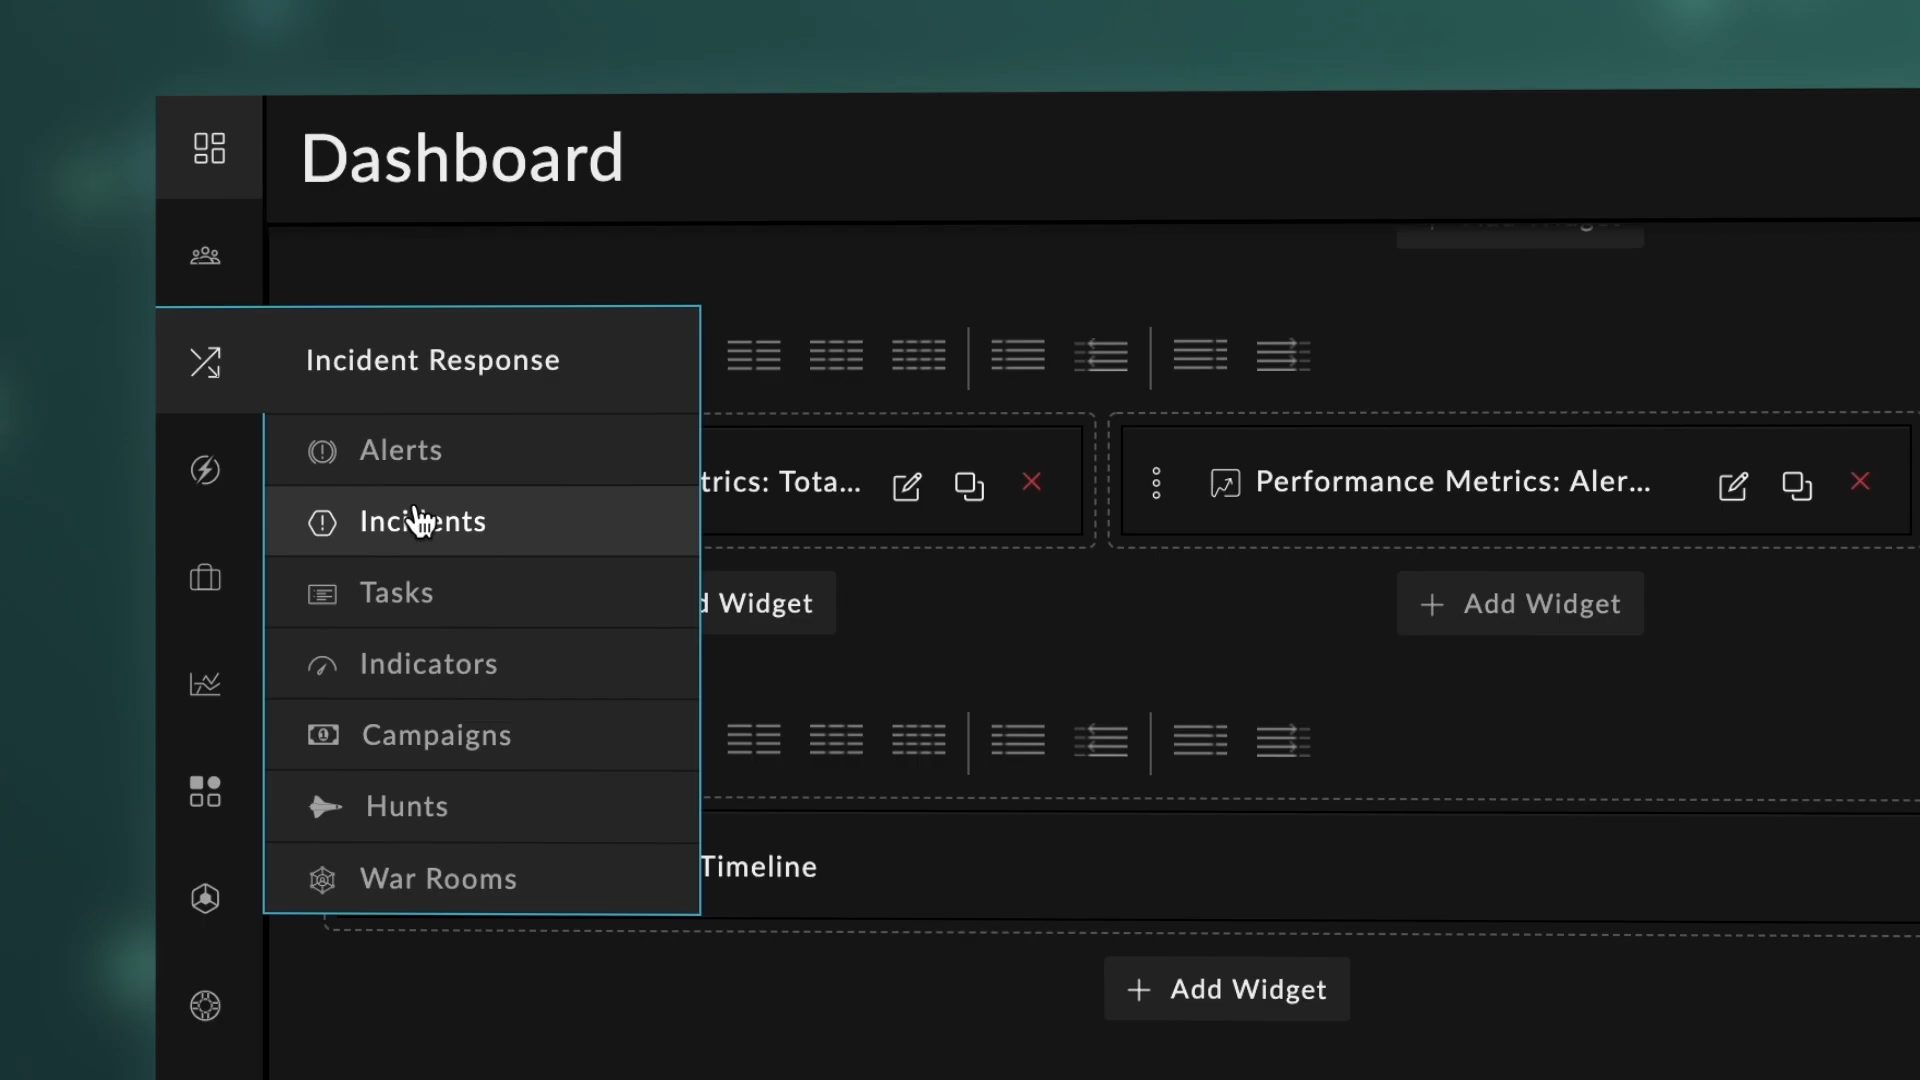 Dashboard
Incident Response
Alerts
Incidents
Tasks
Indicators
Campaigns
Hunts
War Rooms
trics: Tota...
Performance Metrics: Aler...
d Widget
+ Add Widget
Timeline
+ Add Widget